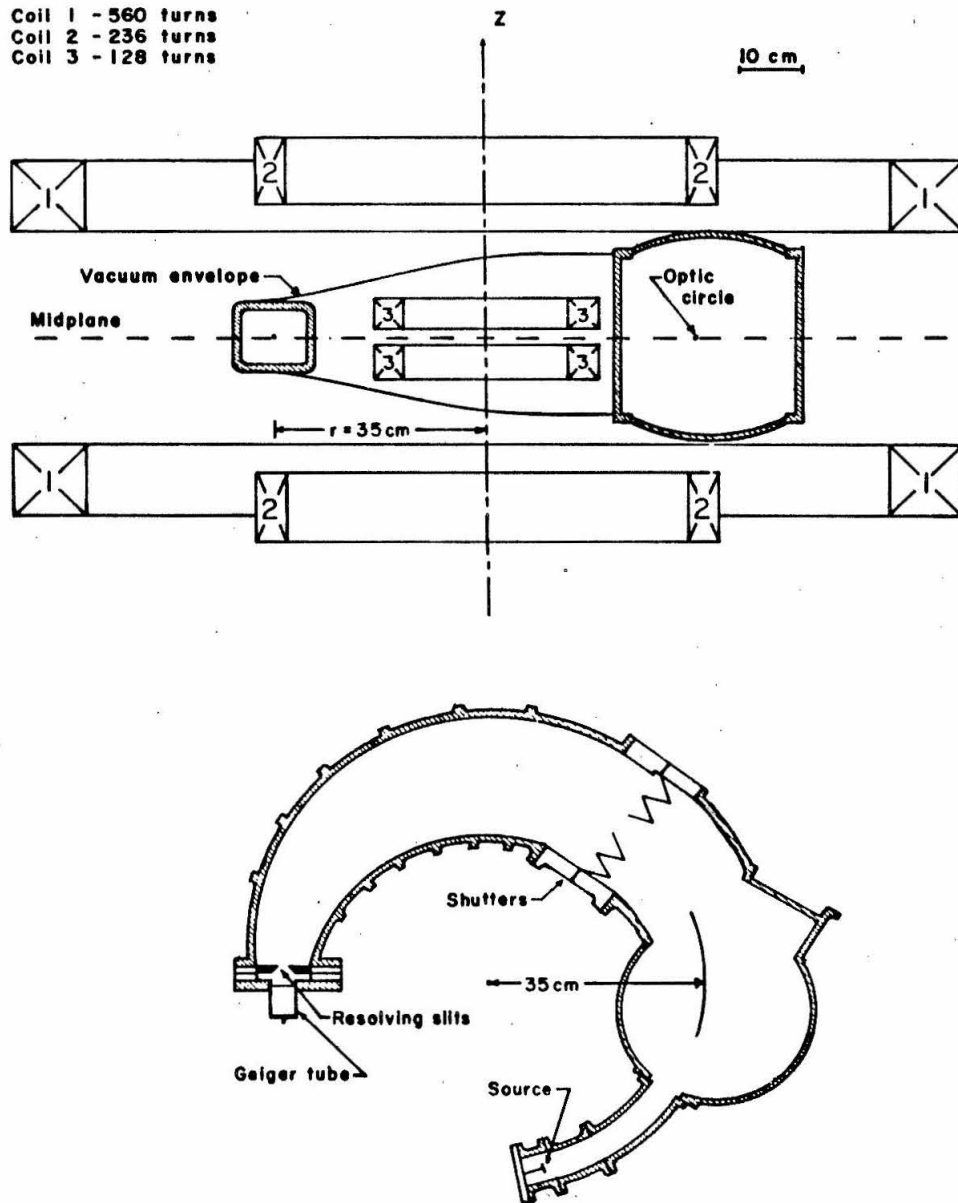 Coil 1 - 560 turns
Coil 2 - 236 turns
Coil 3 - 128 turns
Z
10 cm
2
2
1
1
Vacuum envelope
Optic
circle
3
3
Midplane
3
3
r = 35 cm
1
1
2
2
Shutters
35 cm
Resolving slits
Geiger tube
Source